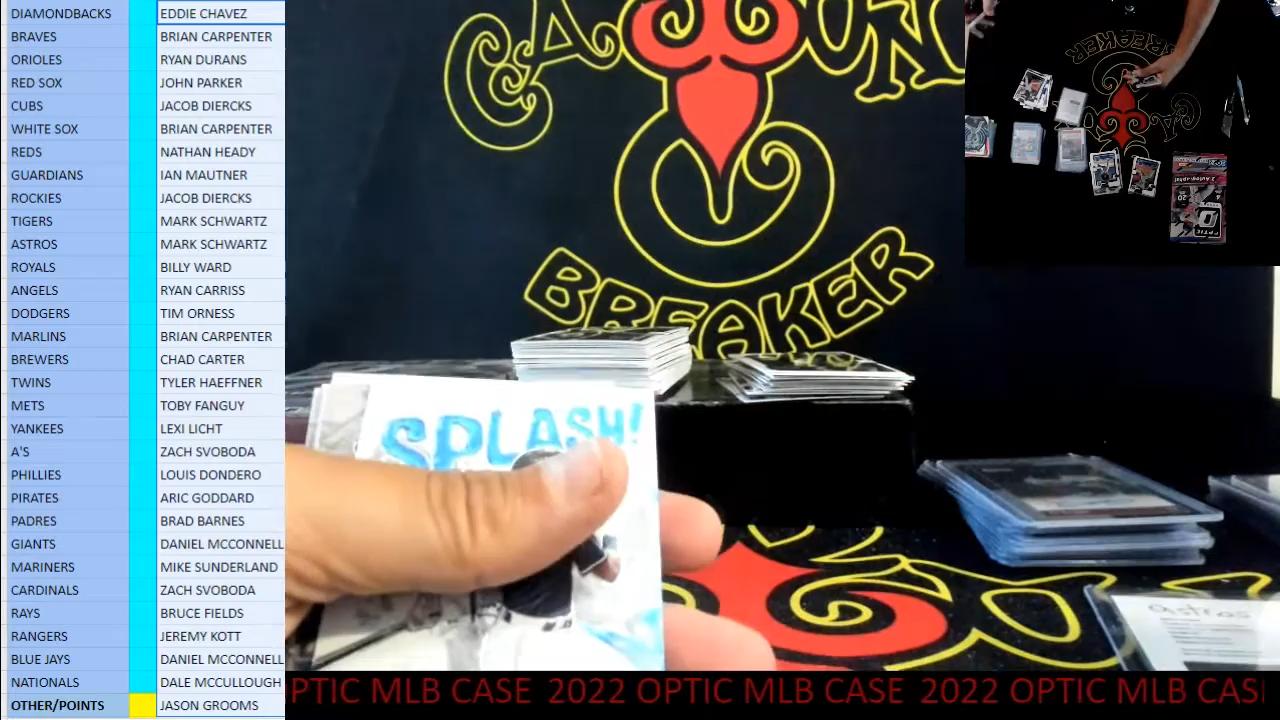 DIAMONDBACKS EDDIE CHAVEZ
BRAVES BRIAN CARPENTER
ORIOLES RYAN DURANS
RED SOX JOHN PARKER
CUBS JACOB DIERCKS
WHITE SOX BRIAN CARPENTER
REDS NATHAN HEADY
GUARDIANS IAN MAUTNER
ROCKIES JACOB DIERCKS
TIGERS MARK SCHWARTZ
ASTROS MARK SCHWARTZ
ROYALS BILLY WARD
ANGELS RYAN CARRISS
DODGERS TIM ORNESS
MARLINS BRIAN CARPENTER
BREWERS CHAD CARTER
TWINS TYLER HAEFFNER
METS TOBY FANGUY
YANKEES LEXI LICHT
A'S ZACH SVOBODA
PHILLIES LOUIS DONDERO
PIRATES ARIC GODDARD
PADRES BRAD BARNES
GIANTS DANIEL MCCONNELL
MARINERS MIKE SUNDERLAND
CARDINALS ZACH SVOBODA
RAYS BRUCE FIELDS
RANGERS JEREMY KOTT
BLUE JAYS DANIEL MCCONNELL
NATIONALS DALE MCCULLOUGH
OTHER/POINTS JASON GROOMS
BREAKER
SPLASH!
astros
BREAKER
PTIC MLB CASE 2022 OPTIC MLB CASE 2022 OPTIC MLB CAS